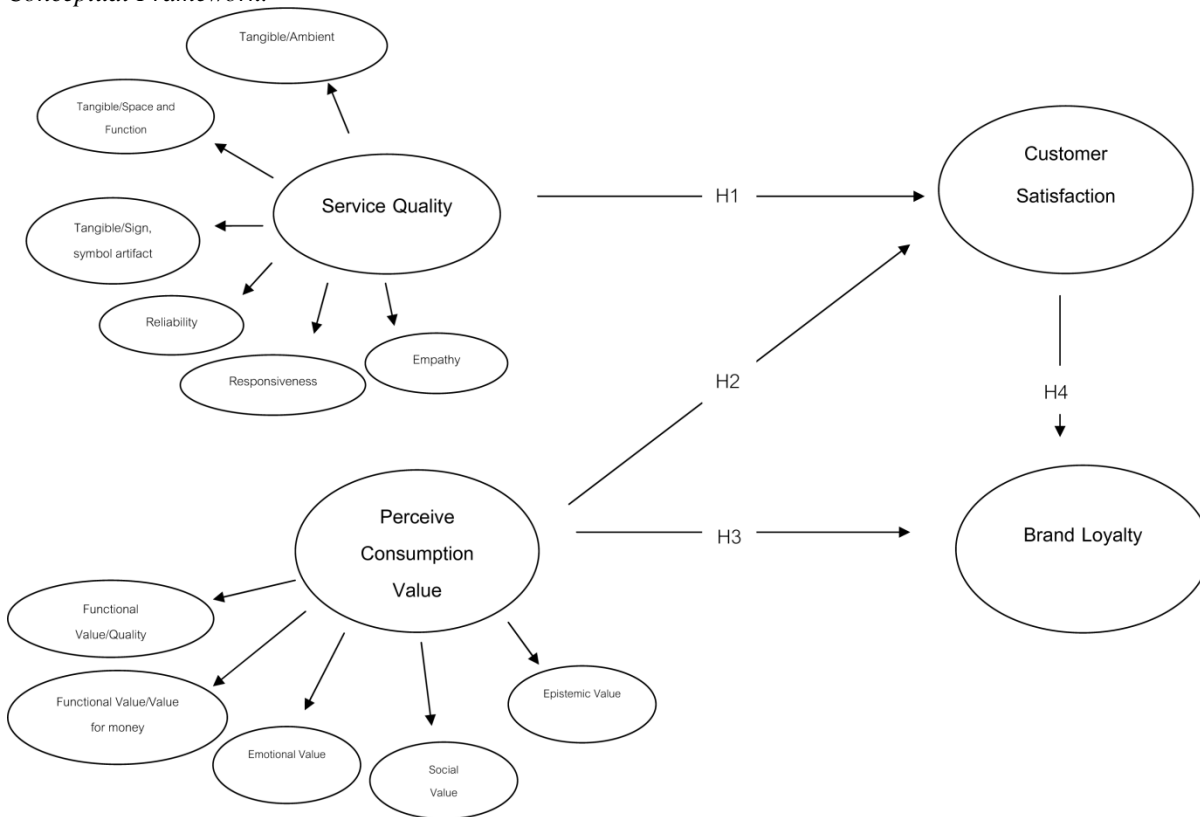 Conceptual Framework.
Tangible/Ambient
Tangible/Space and
Function
Tangible/Sign,
symbol artifact
Reliability
Responsiveness
Empathy
Service Quality
H1
Customer
Satisfaction
H2
H4
Perceive
Consumption
Value
H3
Brand Loyalty
Functional
Value/Quality
Functional Value/Value
for money
Emotional Value
Social
Value
Epistemic Value